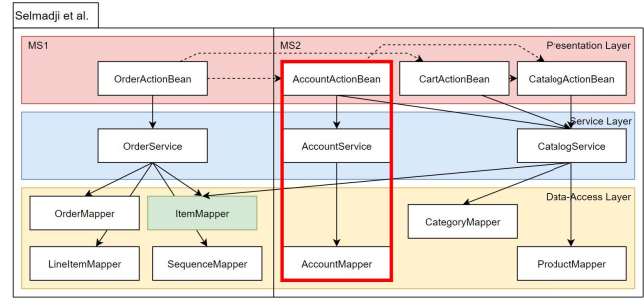 Selmadji et al.
MS1
MS2
Presentation Layer
OrderActionBean
AccountActionBean
CartActionBean
CatalogActionBean
Service Layer
OrderService
AccountService
CatalogService
Data-Access Layer
OrderMapper
ItemMapper
CategoryMapper
LineItemMapper
SequenceMapper
AccountMapper
ProductMapper